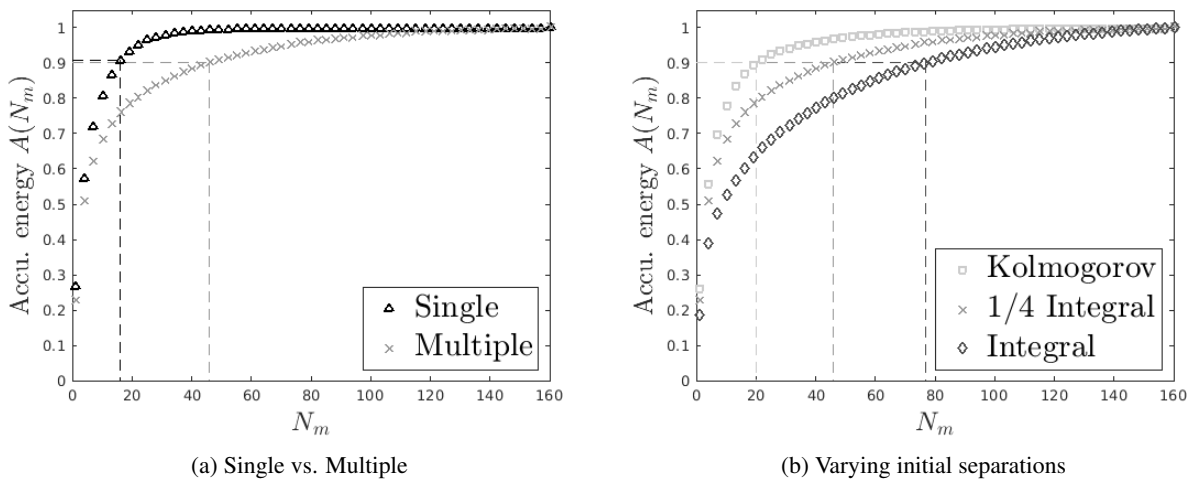 Accu. energy A(N_m)
1
0.9
0.8
0.7
0.6
0.5
0.4
0.3
0.2
0.1
0
0 20 40 60 80 100 120 140 160
N_m
Single
Multiple
(a) Single vs. Multiple
Accu. energy A(N_m)
1
0.9
0.8
0.7
0.6
0.5
0.4
0.3
0.2
0.1
0
0 20 40 60 80 100 120 140 160
N_m
Kolmogorov
1/4 Integral
Integral
(b) Varying initial separations